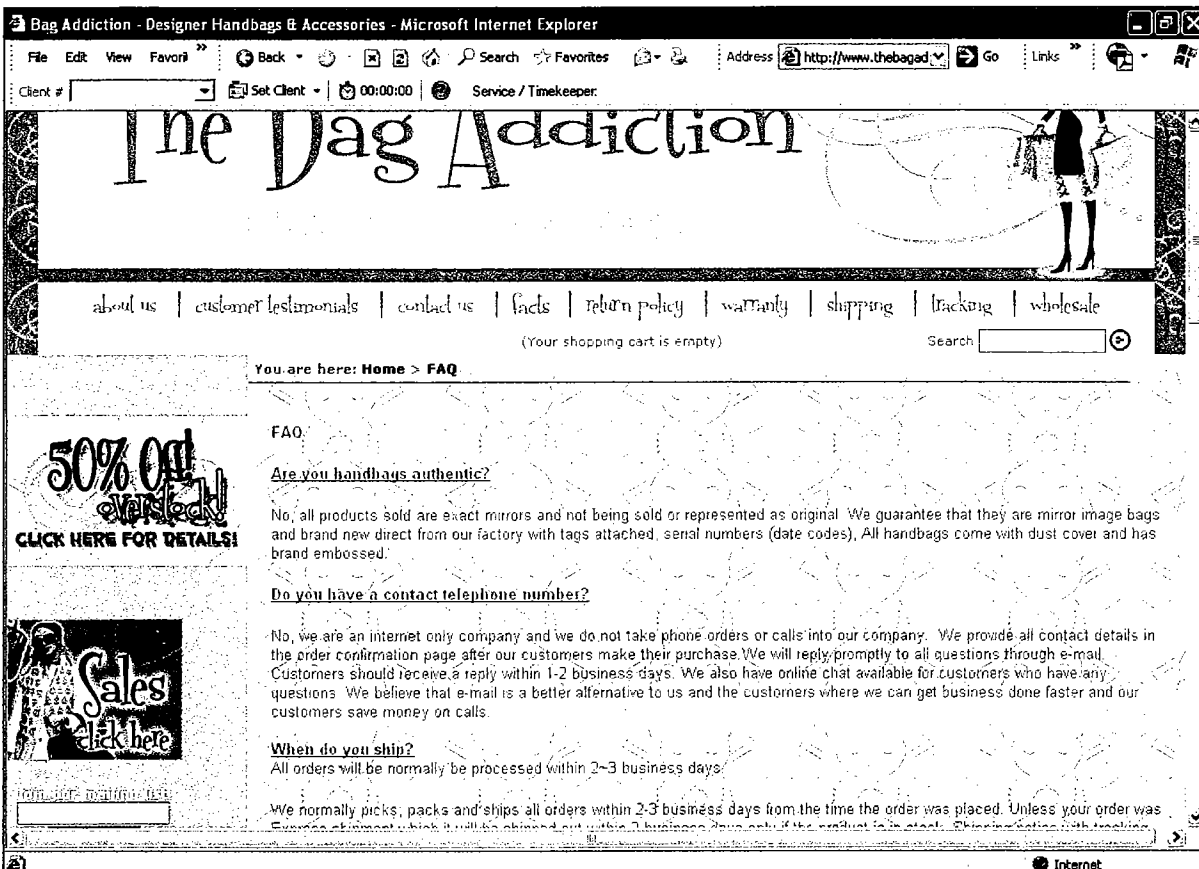 Bag Addiction - Designer Handbags & Accessories - Microsoft Internet Explorer
File Edit View Favori » Back Search Favorites Address http://www.thebagad Go Links »
Client # Set Client 00:00:00 Service / Timekeeper:
The Bag Addiction
about us | customer testimonials | contact us | facts | return policy | warranty | shipping | tracking | wholesale
(Your shopping cart is empty) Search
You are here: Home > FAQ
50% Off!
overstock!
CLICK HERE FOR DETAILS!
FAQ
Are you handbags authentic?
No, all products sold are exact mirrors and not being sold or represented as original. We guarantee that they are mirror image bags
and brand new direct from our factory with tags attached, serial numbers (date codes), All handbags come with dust cover and has
brand embossed.
Do you have a contact telephone number?
No, we are an internet only company and we do not take phone orders or calls into our company. We provide all contact details in
the order confirmation page after our customers make their purchase.We will reply promptly to all questions through e-mail.
Customers should receive a reply within 1-2 business days. We also have online chat available for customers who have any
questions. We believe that e-mail is a better alternative to us and the customers where we can get business done faster and our
customers save money on calls.
Sales
Click here
When do you ship?
All orders will be normally be processed within 2~3 business days.
Join our mailing list
We normally picks, packs and ships all orders within 2-3 business days from the time the order was placed. Unless your order was
Internet